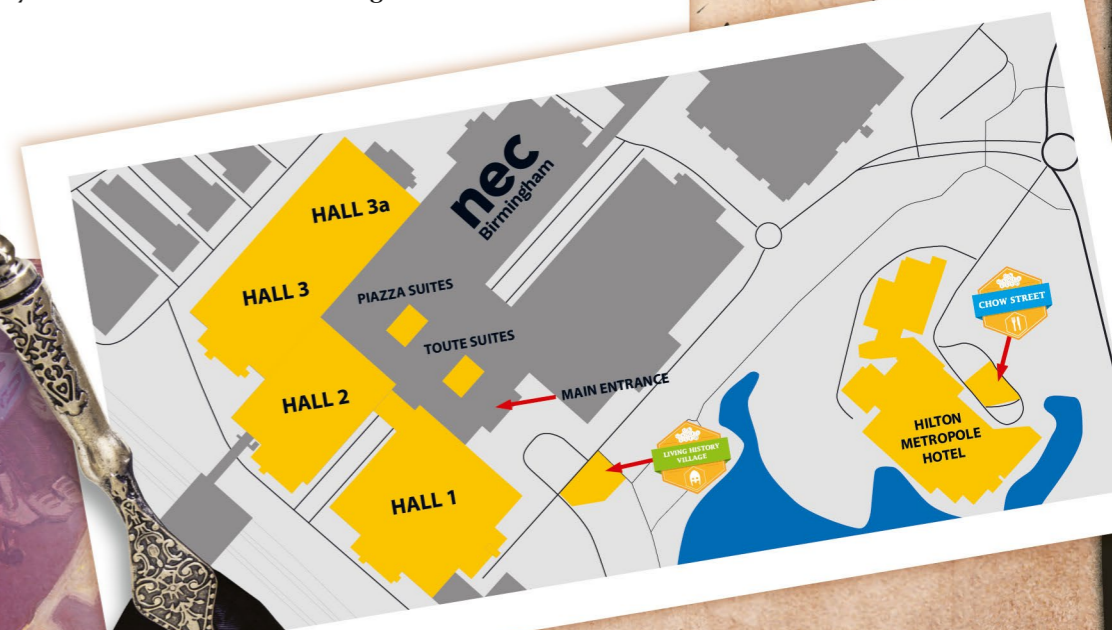 nec
Birmingham
HALL 3a
HALL 3
PIAZZA SUITES
TOUTE SUITES
HALL 2
MAIN ENTRANCE
HALL 1
LIVING HISTORY
VILLAGE
CHOW STREET
HILTON
METROPOLE
HOTEL